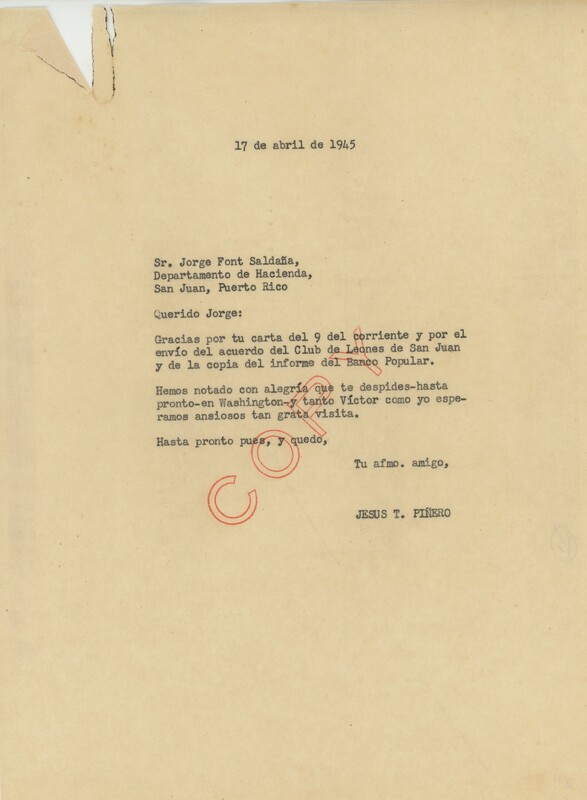 17 de abril de 1945
Sr. Jorge Font Saldaña,
Departamento de Hacienda,
San Juan, Puerto Rico
Querido Jorge:
Gracias por tu carta del 9 del corriente y por el
envío del acuerdo del Club de Leones de San Juan
y de la copia del informe del Banco Popular.
Hemos notado con alegría que te despides-hasta
pronto-en Washington-y tanto Víctor como yo espe-
ramos ansiosos tan grata visita.
Hasta pronto pues, y quedo,
Tu afmo. amigo,
JESUS T. PIÑERO
COPY